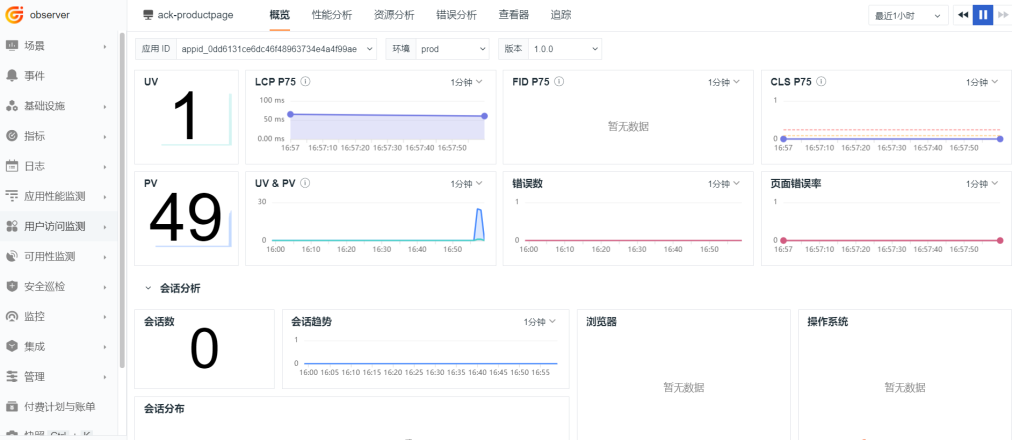 observer
ack-productpage
概览 性能分析 资源分析 错误分析 查看器 追踪
最近1小时
场景
事件
基础设施
指标
日志
应用性能监测
用户访问监测
可用性监测
安全巡检
监控
集成
管理
付费计划与账单
快照 Ctrl + K
应用 ID appid_0dd6131ce6dc46f48963734e4a4f99ae
环境 prod
版本 1.0.0
UV
1
LCP P75 1分钟
100 ms
50 ms
0.00 ms
16:57 16:57:10 16:57:20 16:57:30 16:57:40 16:57:50
FID P75 1分钟
暂无数据
CLS P75 1分钟
1
0
16:57 16:57:10 16:57:20 16:57:30 16:57:40 16:57:50
PV
49
UV & PV 1分钟
30
0
16:00 16:10 16:20 16:30 16:40 16:50
错误数 1分钟
1
0
16:00 16:10 16:20 16:30 16:40 16:50
页面错误率 1分钟
1
0
16:57 16:57:10 16:57:20 16:57:30 16:57:40 16:57:50
会话分析
会话数
0
会话趋势 1分钟
1
0
16:00 16:05 16:10 16:15 16:20 16:25 16:30 16:35 16:40 16:45 16:50 16:55
浏览器
暂无数据
操作系统
暂无数据
会话分布